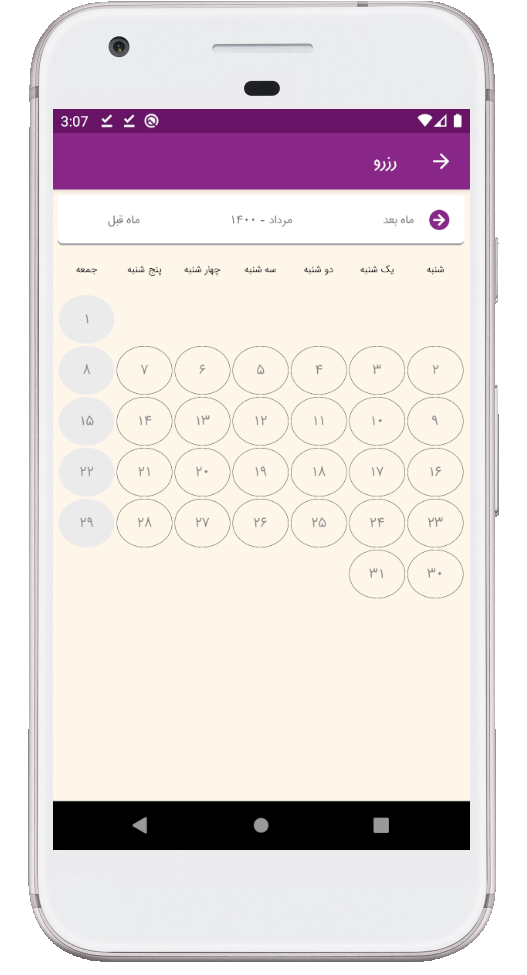 3:07
رزرو
ماه بعد مرداد - ۱۴۰۰ ماه قبل
شنبه یک شنبه دو شنبه سه شنبه چهار شنبه پنج شنبه جمعه
۱
۲ ۳ ۴ ۵ ۶ ۷ ۸
۹ ۱۰ ۱۱ ۱۲ ۱۳ ۱۴ ۱۵
۱۶ ۱۷ ۱۸ ۱۹ ۲۰ ۲۱ ۲۲
۲۳ ۲۴ ۲۵ ۲۶ ۲۷ ۲۸ ۲۹
۳۰ ۳۱